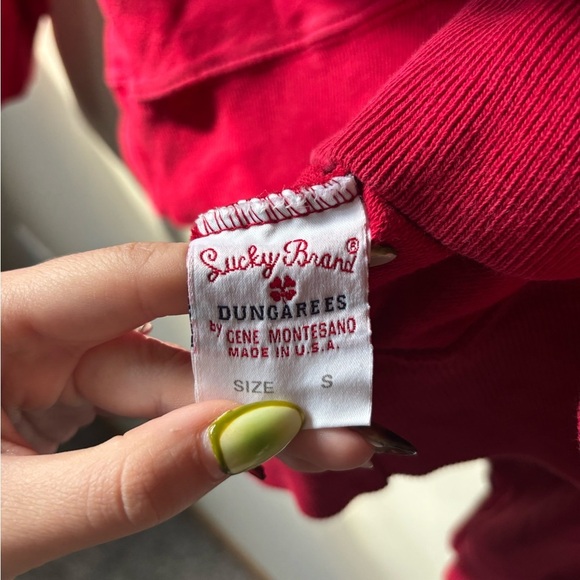 Lucky Brand®
DUNGAREES
by GENE MONTESANO
MADE IN U.S.A.
SIZE S